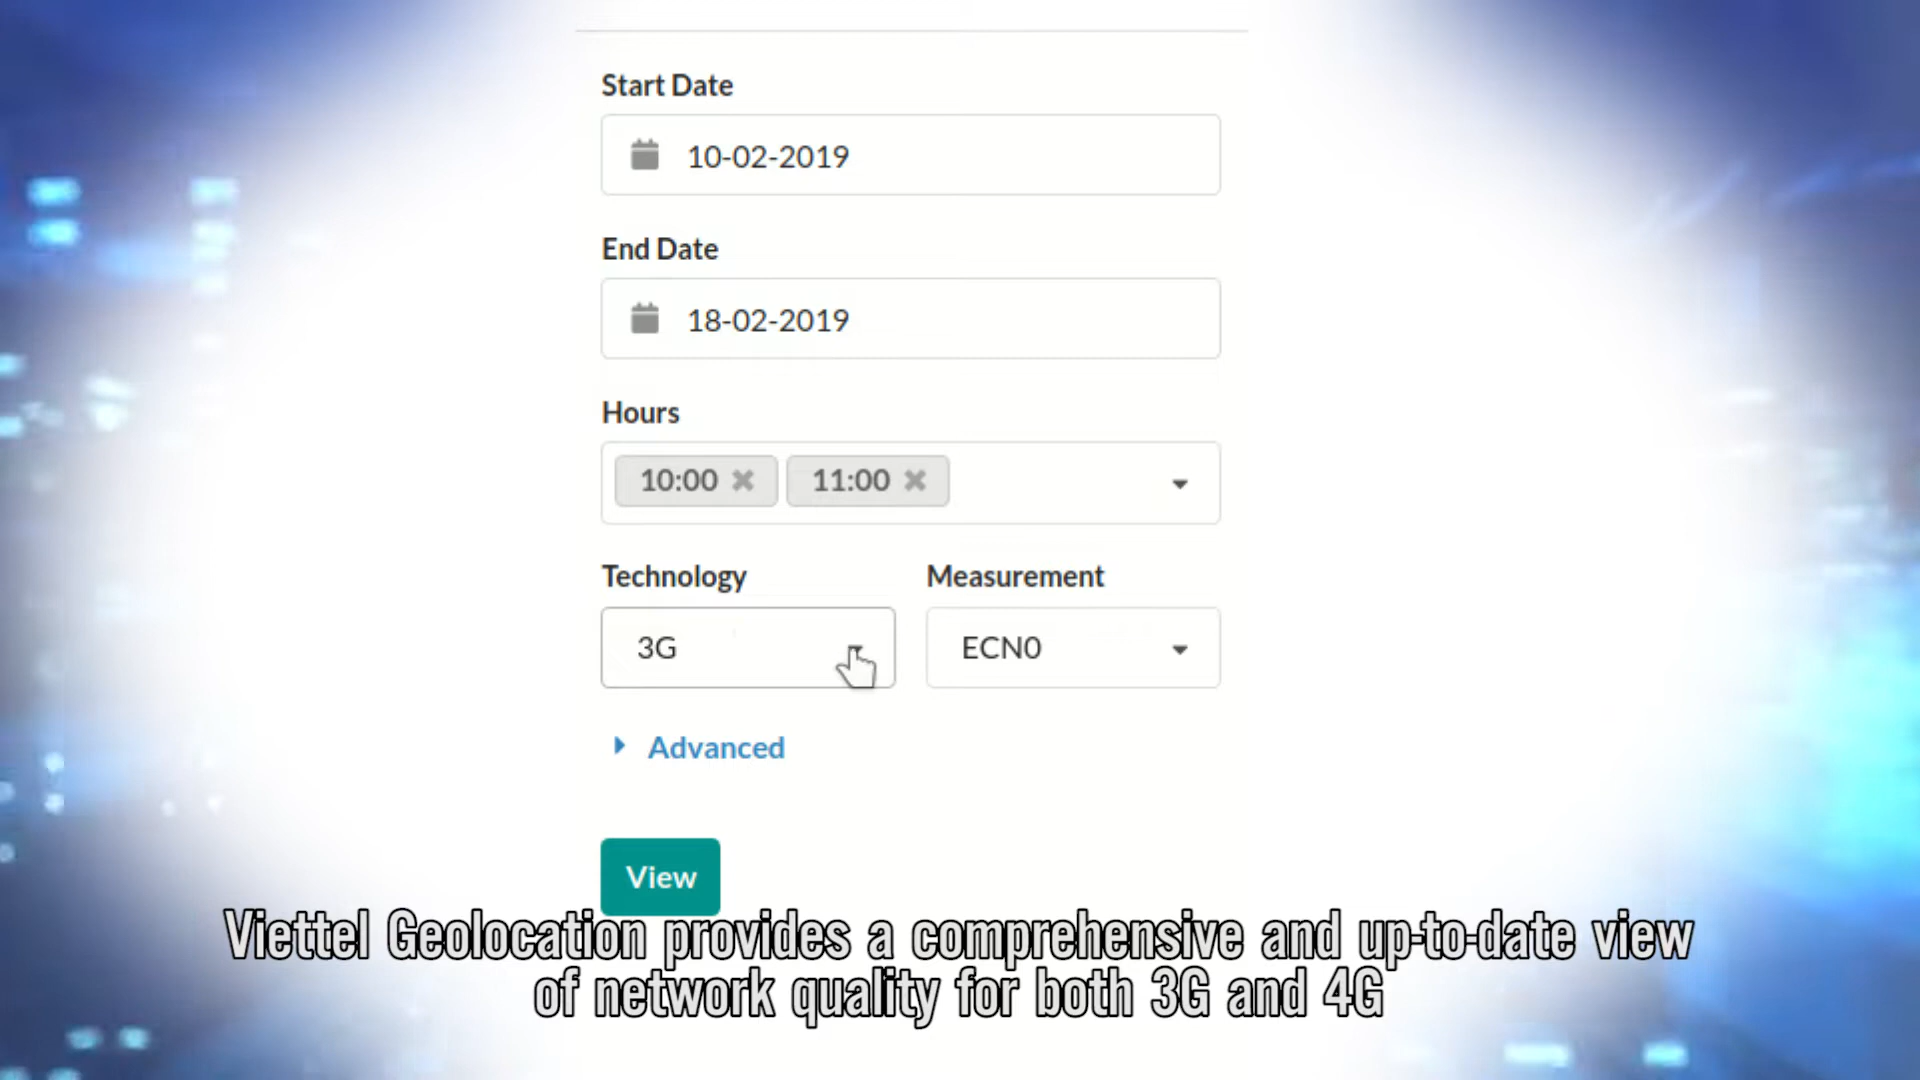 Start Date
10-02-2019
End Date
18-02-2019
Hours
10:00 11:00
Technology Measurement
3G ECN0
Advanced
View
Viettel Geolocation provides a comprehensive and up-to-date view
of network quality for both 3G and 4G